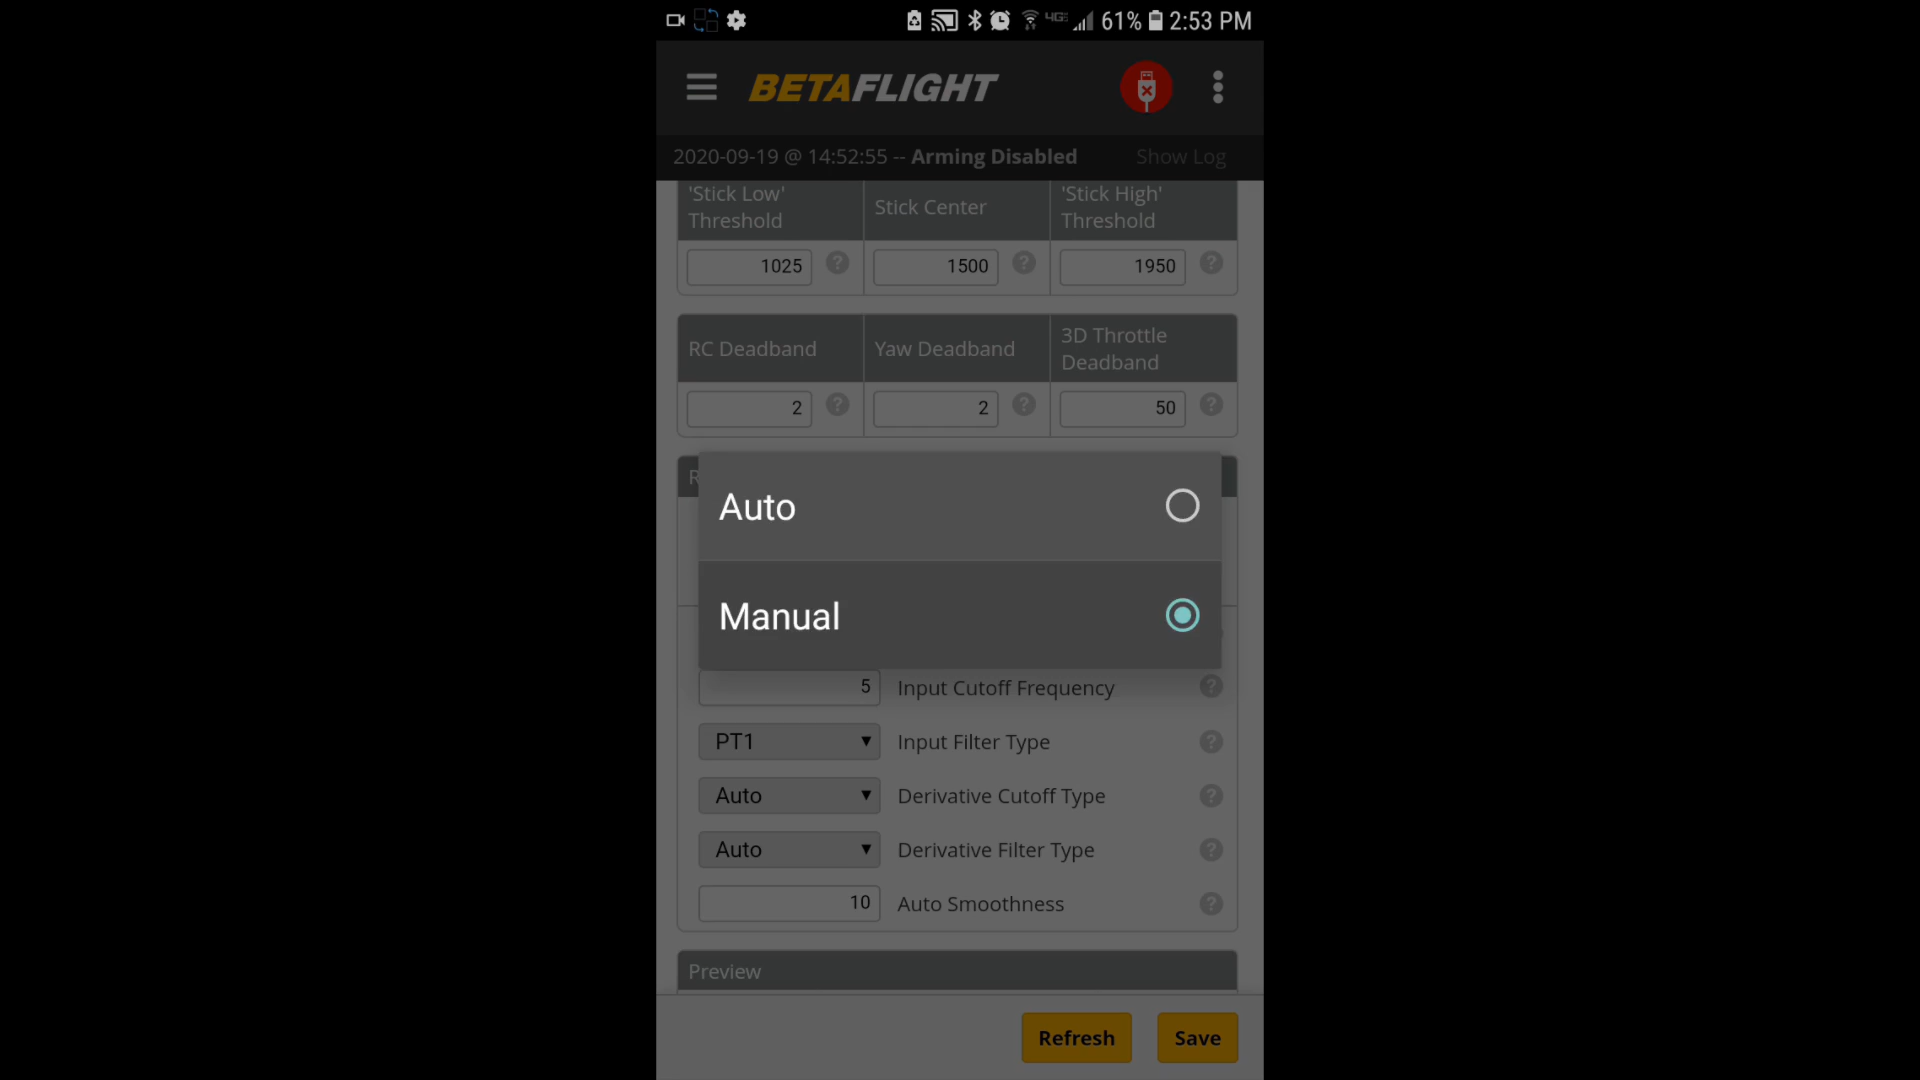 61% 2:53 PM
BETAFLIGHT
2020-09-19 @ 14:52:55 -- Arming Disabled Show Log
'Stick Low' Threshold
Stick Center
'Stick High' Threshold
1025 ? 1500 ? 1950 ?
RC Deadband
Yaw Deadband
3D Throttle Deadband
2 ? 2 ? 50 ?
Auto
Manual
5 Input Cutoff Frequency ?
PT1 Input Filter Type ?
Auto Derivative Cutoff Type ?
Auto Derivative Filter Type ?
10 Auto Smoothness ?
Preview
Refresh Save